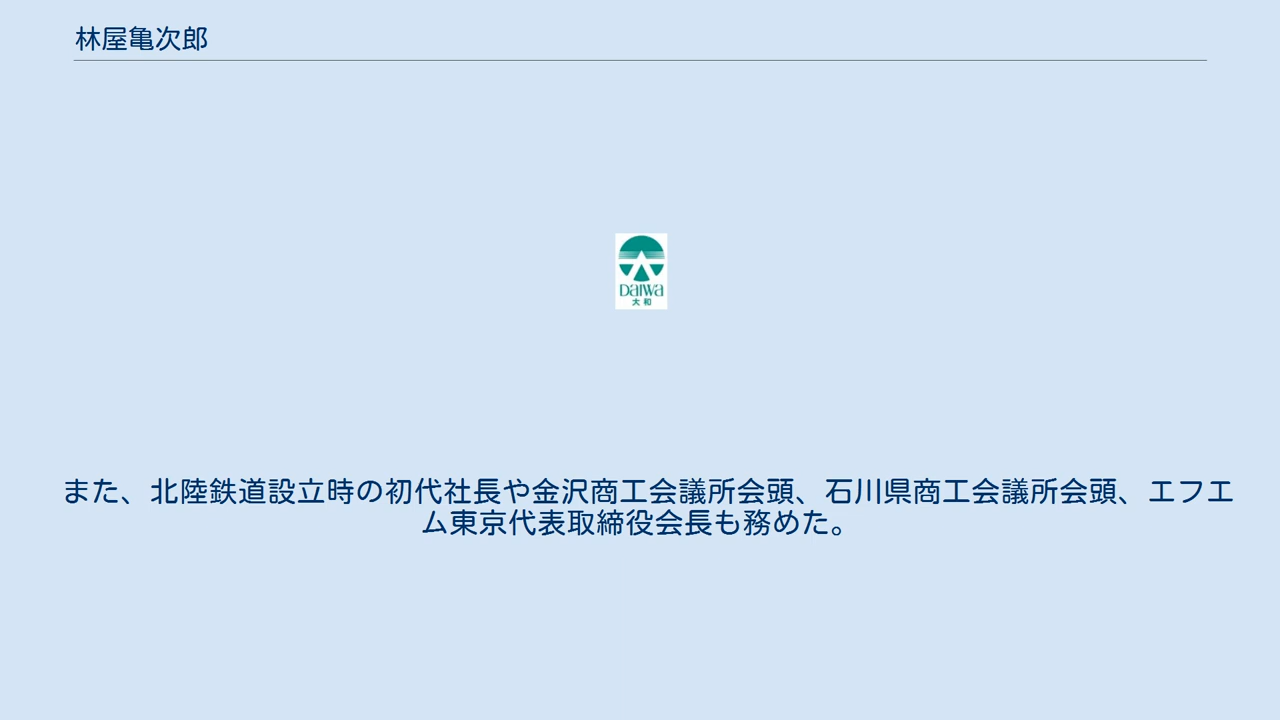 林屋亀次郎
Daiwa
大和
また、北陸鉄道設立時の初代社長や金沢商工会議所会頭、石川県商工会議所会頭、エフエ
ム東京代表取締役会長も務めた。